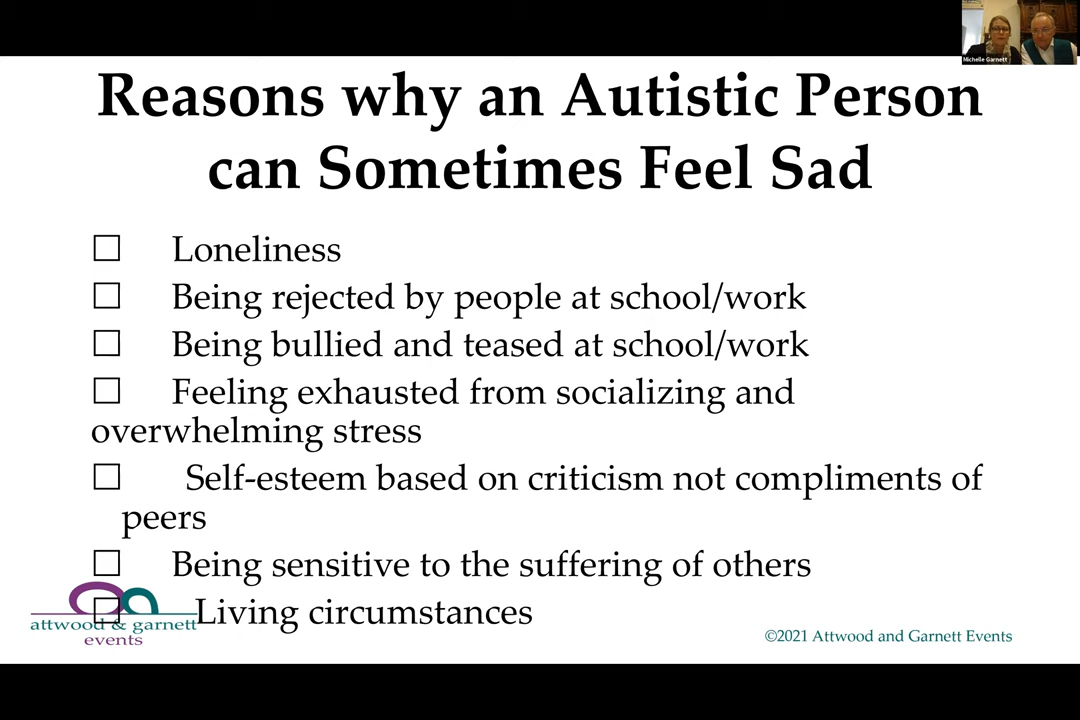 Michelle Garnett
Reasons why an Autistic Person
can Sometimes Feel Sad
☐ Loneliness
☐ Being rejected by people at school/work
☐ Being bullied and teased at school/work
☐ Feeling exhausted from socializing and
overwhelming stress
☐ Self-esteem based on criticism not compliments of
peers
☐ Being sensitive to the suffering of others
☐ Living circumstances
attwood & garnett
events
©2021 Attwood and Garnett Events